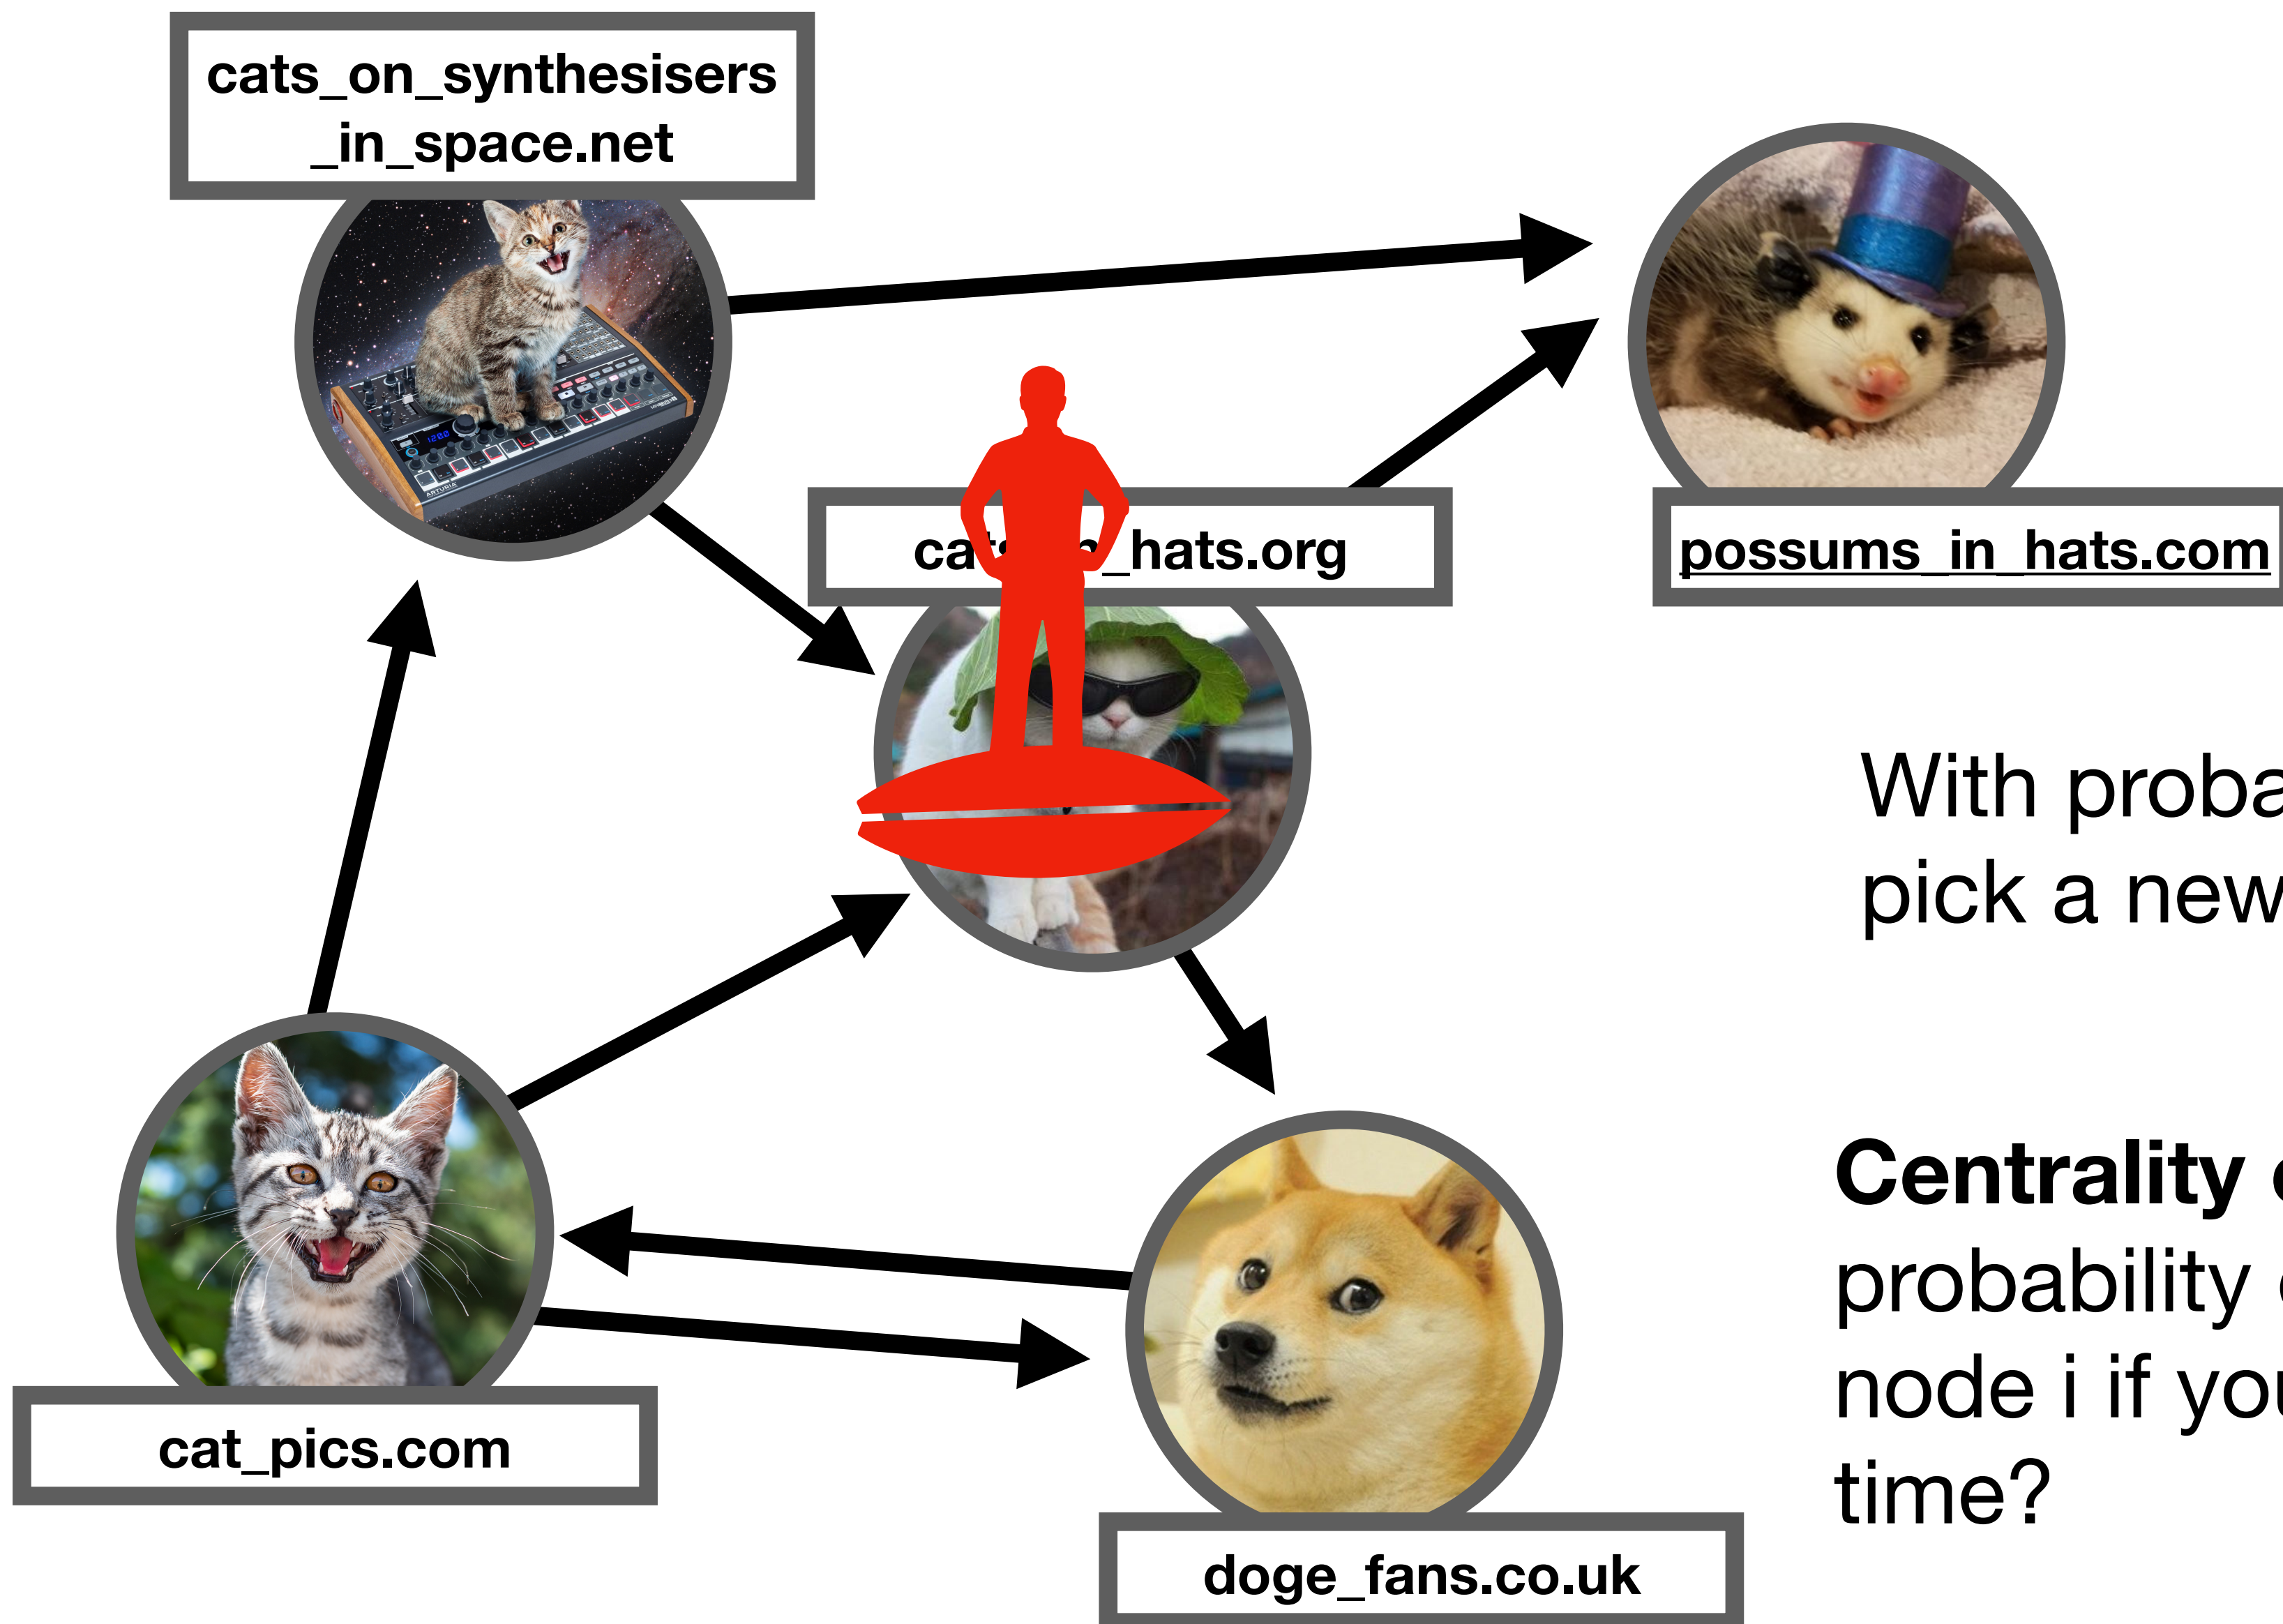 cats_on_synthesisers
_in_space.net
_hats.org
possums_in_hats.com
With
pick a new
Centrality
probability
node i if you
time?
cat_pics.com
doge_fans.co.uk
ARTURIA